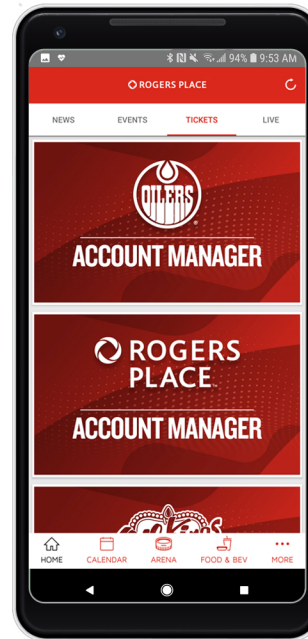 94% 9:53 AM
ROGERS PLACE
NEWS EVENTS TICKETS LIVE
OILERS
ACCOUNT MANAGER
ROGERS
PLACE™
ACCOUNT MANAGER
HOME CALENDAR ARENA FOOD & BEV MORE